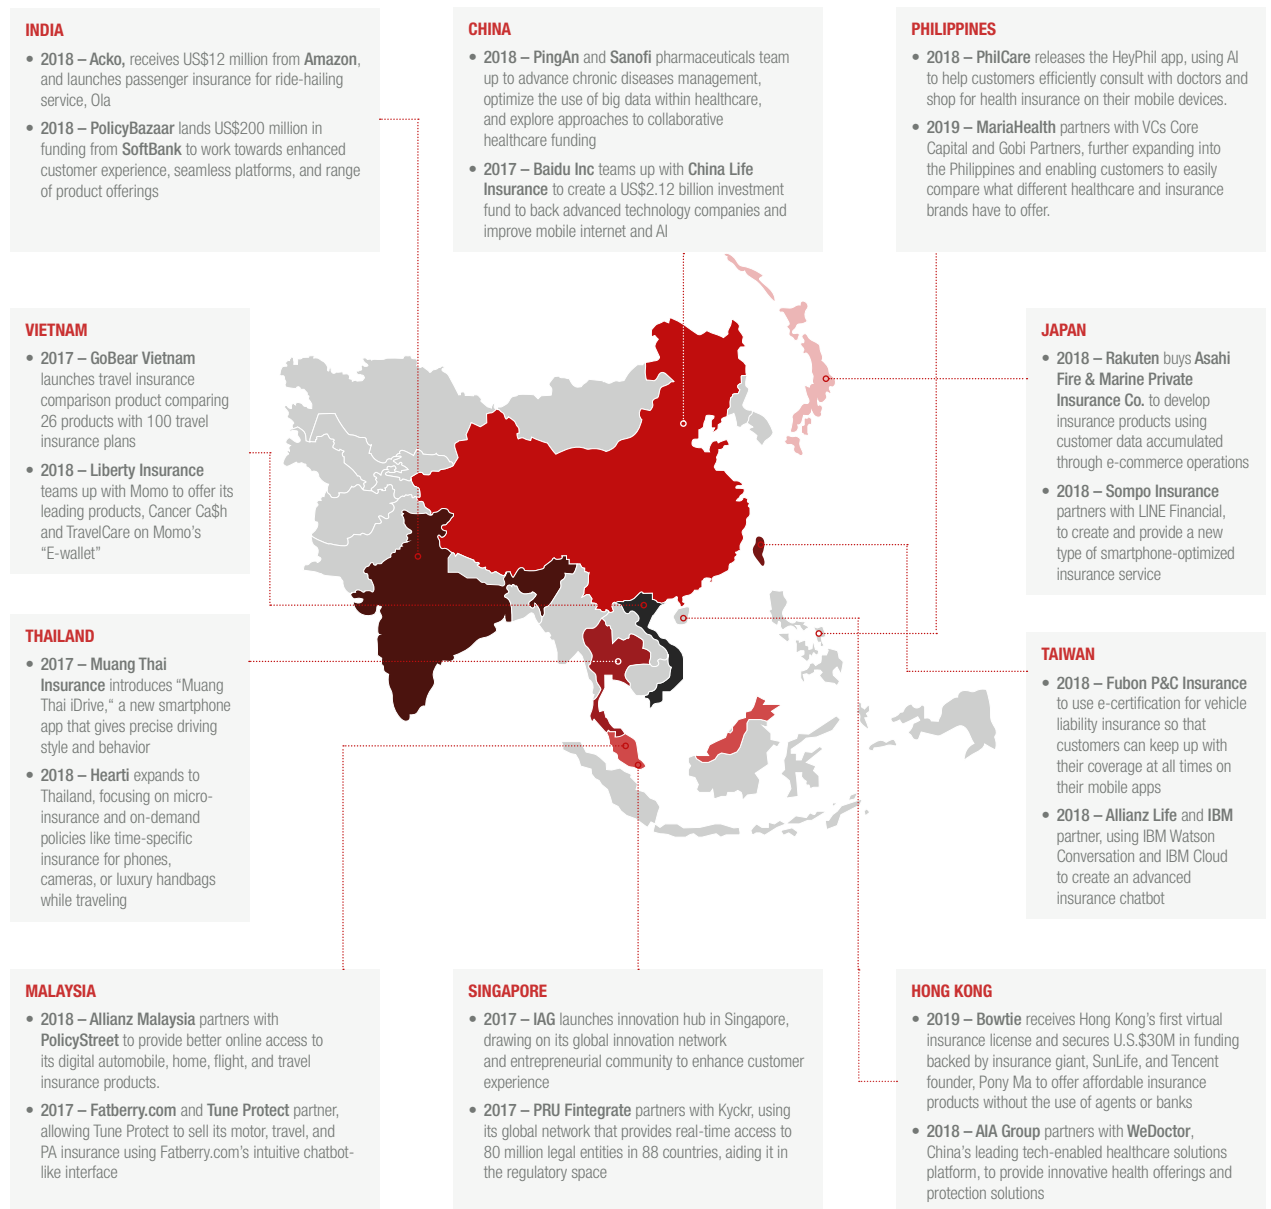 INDIA
• 2018 – Acko, receives US$12 million from Amazon,
and launches passenger insurance for ride-hailing
service, Ola
• 2018 – PolicyBazaar lands US$200 million in
funding from SoftBank to work towards enhanced
customer experience, seamless platforms, and range
of product offerings
CHINA
• 2018 – PingAn and Sanofi pharmaceuticals team
up to advance chronic diseases management,
optimize the use of big data within healthcare,
and explore approaches to collaborative
healthcare funding
• 2017 – Baidu Inc teams up with China Life
Insurance to create a US$2.12 billion investment
fund to back advanced technology companies and
improve mobile internet and AI
PHILIPPINES
• 2018 – PhilCare releases the HeyPhil app, using AI
to help customers efficiently consult with doctors and
shop for health insurance on their mobile devices.
• 2019 – MariaHealth partners with VCs Core
Capital and Gobi Partners, further expanding into
the Philippines and enabling customers to easily
compare what different healthcare and insurance
brands have to offer.
VIETNAM
• 2017 – GoBear Vietnam
launches travel insurance
comparison product comparing
26 products with 100 travel
insurance plans
• 2018 – Liberty Insurance
teams up with Momo to offer its
leading products, Cancer Ca$h
and TravelCare on Momo’s
“E-wallet”
JAPAN
• 2018 – Rakuten buys Asahi
Fire & Marine Private
Insurance Co. to develop
insurance products using
customer data accumulated
through e-commerce operations
• 2018 – Sompo Insurance
partners with LINE Financial,
to create and provide a new
type of smartphone-optimized
insurance service
THAILAND
• 2017 – Muang Thai
Insurance introduces “Muang
Thai iDrive,“ a new smartphone
app that gives precise driving
style and behavior
• 2018 – Hearti expands to
Thailand, focusing on micro-
insurance and on-demand
policies like time-specific
insurance for phones,
cameras, or luxury handbags
while traveling
TAIWAN
• 2018 – Fubon P&C Insurance
to use e-certification for vehicle
liability insurance so that
customers can keep up with
their coverage at all times on
their mobile apps
• 2018 – Allianz Life and IBM
partner, using IBM Watson
Conversation and IBM Cloud
to create an advanced
insurance chatbot
MALAYSIA
• 2018 – Allianz Malaysia partners with
PolicyStreet to provide better online access to
its digital automobile, home, flight, and travel
insurance products.
• 2017 – Fatberry.com and Tune Protect partner,
allowing Tune Protect to sell its motor, travel, and
PA insurance using Fatberry.com’s intuitive chatbot-
like interface
SINGAPORE
• 2017 – IAG launches innovation hub in Singapore,
drawing on its global innovation network
and entrepreneurial community to enhance customer
experience
• 2017 – PRU Fintegrate partners with Kyckr, using
its global network that provides real-time access to
80 million legal entities in 88 countries, aiding it in
the regulatory space
HONG KONG
• 2019 – Bowtie receives Hong Kong’s first virtual
insurance license and secures U.S.$30M in funding
backed by insurance giant, SunLife, and Tencent
founder, Pony Ma to offer affordable insurance
products without the use of agents or banks
• 2018 – AIA Group partners with WeDoctor,
China’s leading tech-enabled healthcare solutions
platform, to provide innovative health offerings and
protection solutions